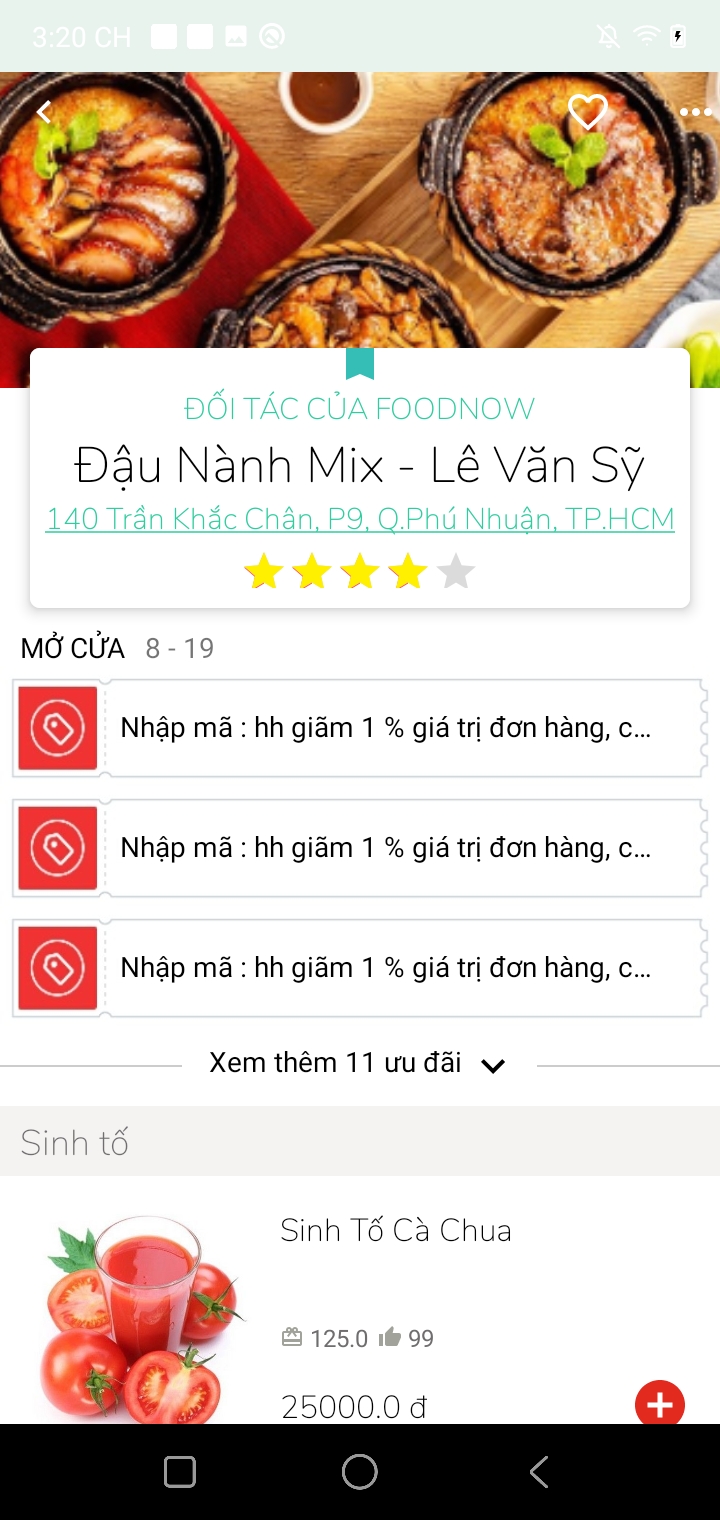 3:20 CH
ĐỐI TÁC CỦA FOODNOW
Đậu Nành Mix - Lê Văn Sỹ
140 Trần Khắc Chân, P9, Q.Phú Nhuận, TP.HCM
MỞ CỬA 8 - 19
Nhập mã : hh giãm 1 % giá trị đơn hàng, c...
Nhập mã : hh giãm 1 % giá trị đơn hàng, c...
Nhập mã : hh giãm 1 % giá trị đơn hàng, c...
Xem thêm 11 ưu đãi
Sinh tố
Sinh Tố Cà Chua
125.0 99
25000.0 đ